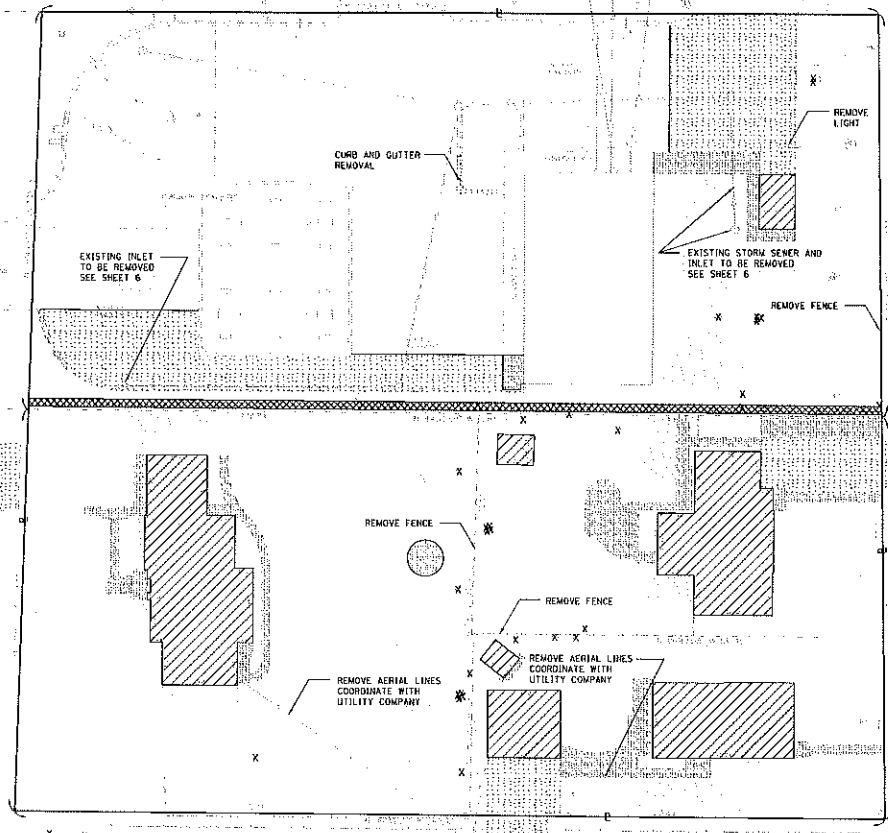 REMOVE
LIGHT
CURB AND GUTTER
REMOVAL
EXISTING INLET
TO BE REMOVED
SEE SHEET 6
EXISTING STORM SEWER AND
INLET TO BE REMOVED
SEE SHEET 6
REMOVE FENCE
REMOVE FENCE
REMOVE FENCE
REMOVE AERIAL LINES
COORDINATE WITH
UTILITY COMPANY
REMOVE AERIAL LINES
COORDINATE WITH
UTILITY COMPANY